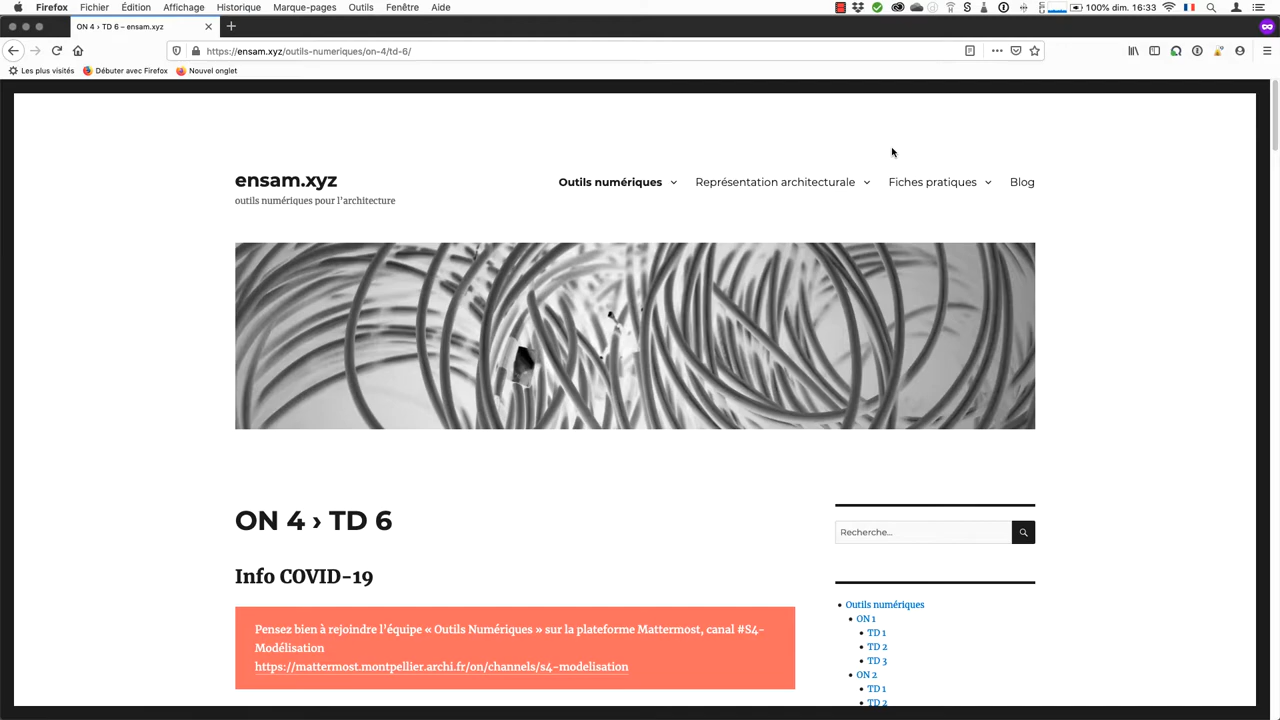 Firefox Fichier Édition Affichage Historique Marque-pages Outils Fenêtre Aide 100% dim. 16:33
ON 4 › TD 6 – ensam.xyz
https://ensam.xyz/outils-numeriques/on-4/td-6/
Les plus visités Débuter avec Firefox Nouvel onglet
ensam.xyz
outils numériques pour l'architecture
Outils numériques Représentation architecturale Fiches pratiques Blog
ON 4 › TD 6
Info COVID-19
Pensez bien à rejoindre l'équipe « Outils Numériques » sur la plateforme Mattermost, canal #S4-
Modélisation
https://mattermost.montpellier.archi.fr/on/channels/s4-modelisation
Recherche…
Outils numériques
ON 1
TD 1
TD 2
TD 3
ON 2
TD 1
TD 2